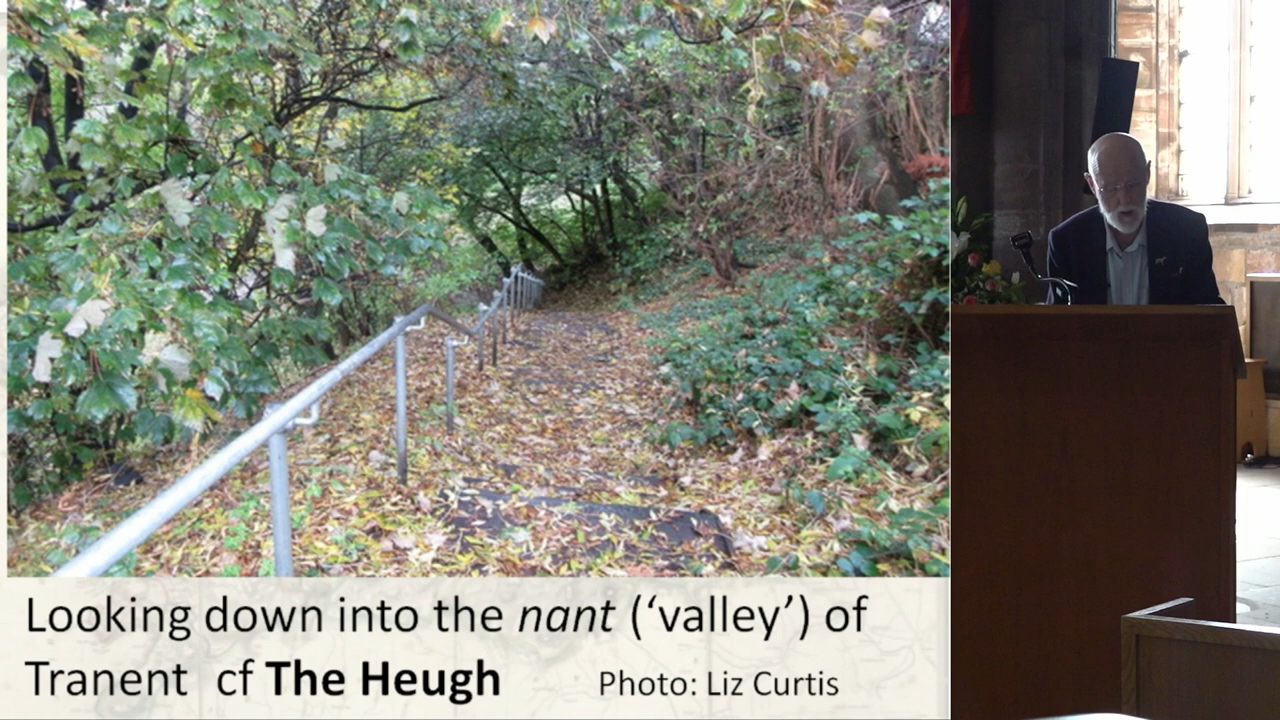 Looking down into the nant (‘valley’) of
Tranent cf The Heugh Photo: Liz Curtis